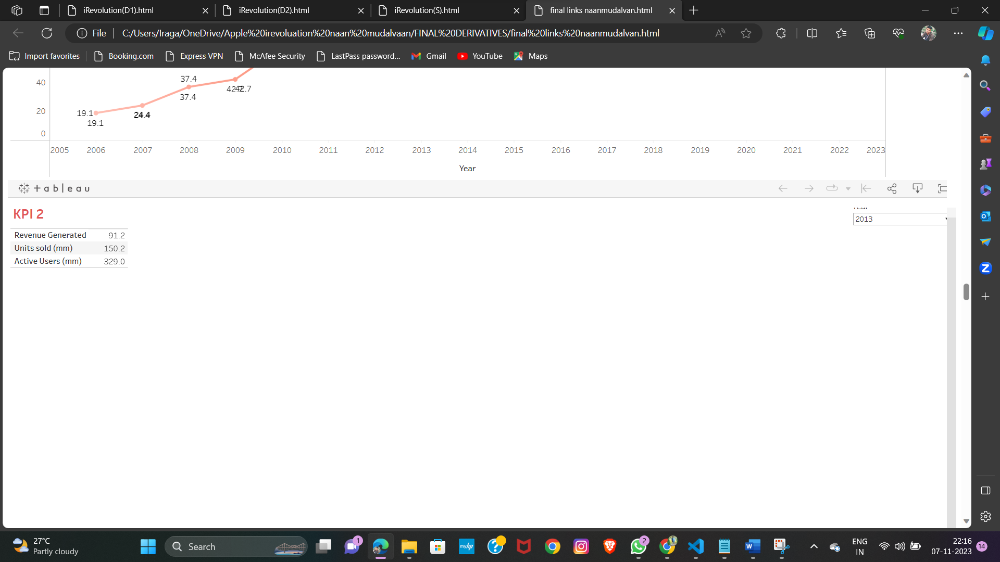 iRevolution(D1).html
iRevolution(D2).html
iRevolution(S).html
final links naanmudalvan.html
File
C:/Users/Iraga/OneDrive/Apple%20irevoluation%20naan%20mudalvaan/FINAL%20DERIVATIVES/final%20links%20naanmudalvan.html
Import favorites
Booking.com
Express VPN
McAfee Security
LastPass password...
Gmail
YouTube
Maps
40
20
0
19.1
19.1
24.4
37.4
37.4
42.7
42.7
2005 2006 2007 2008 2009 2010 2011 2012 2013 2014 2015 2016 2017 2018 2019 2020 2021 2022 2023
Year
+ a b | e a u
KPI 2
Year
2013
Revenue Generated 91.2
Units sold (mm) 150.2
Active Users (mm) 329.0
27°C
Partly cloudy
Search
1
myhp
2
ENG
IN
22:16
07-11-2023
14